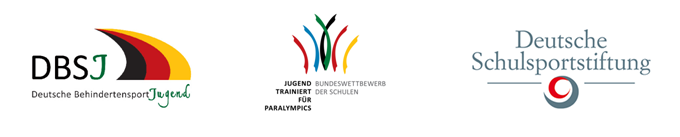 DBSJ
Deutsche BehindertensportJugend
JUGEND
TRAINIERT
FÜR
PARALYMPICS
BUNDESWETTBEWERB
DER SCHULEN
Deutsche
Schulsportstiftung